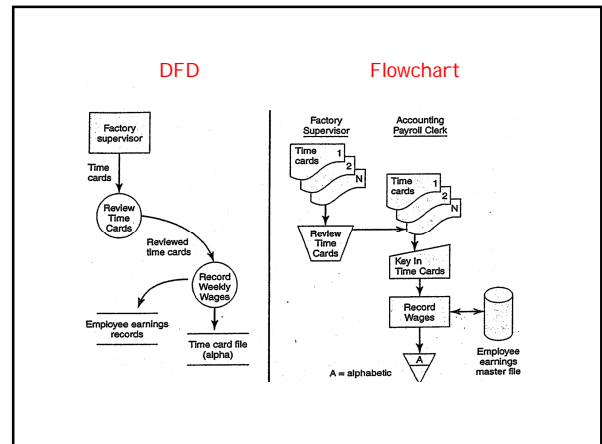 DFD
Flowchart
Factory
supervisor
Time
cards
Review
Time
Cards
Reviewed
time cards
Record
Weekly
Wages
Employee earnings
records
Time card file
(alpha)
Factory
Supervisor
Accounting
Payroll Clerk
Time
cards
1
2
N
Time
cards
1
2
N
Review
Time Cards
Key In
Time Cards
Record
Wages
Employee
earnings
master file
A
A = alphabetic